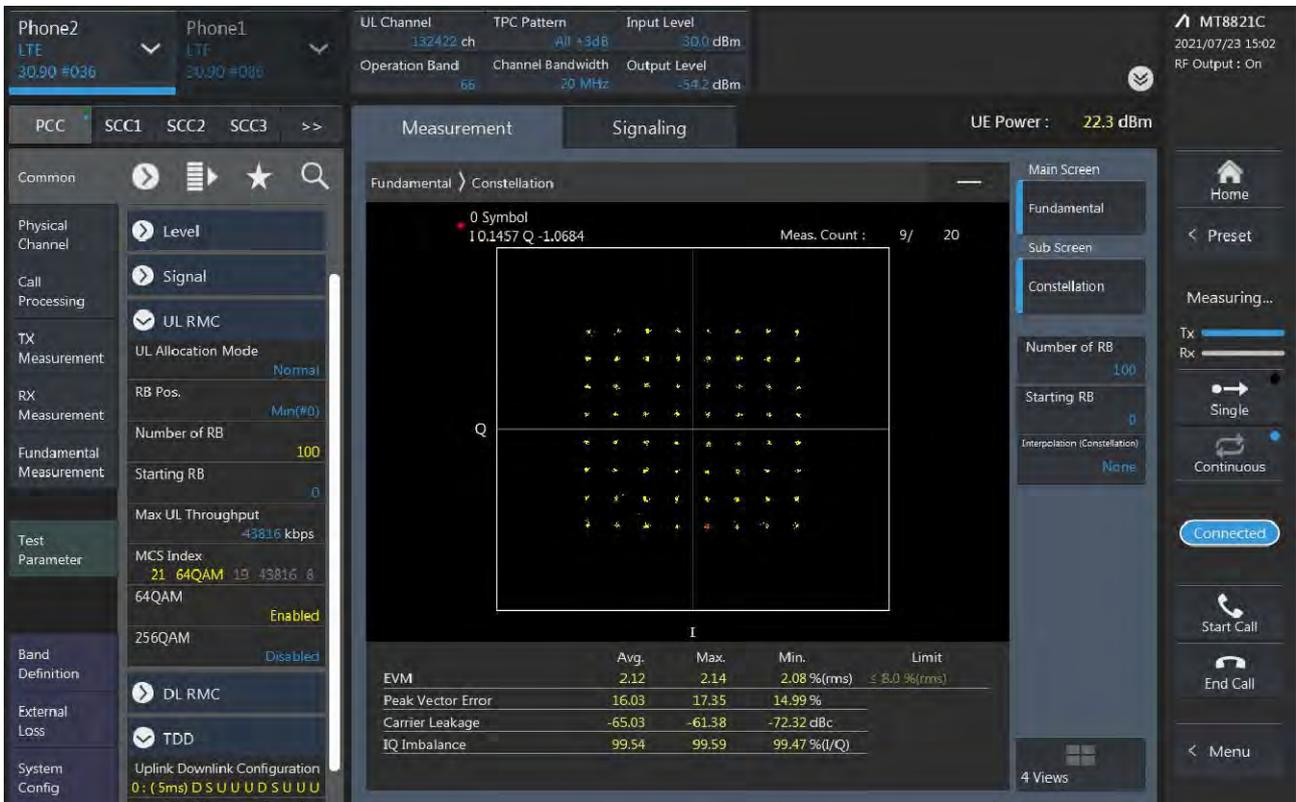 Phone2
LTE
30.90 #036
Phone1
LTE
30.90 #036
UL Channel
132422 ch
TPC Pattern
All +3dB
Input Level
30.0 dBm
Operation Band
66
Channel Bandwidth
20 MHz
Output Level
-54.2 dBm
MT8821C
2021/07/23 15:02
RF Output : On
PCC SCC1 SCC2 SCC3 >>
Measurement
Signaling
UE Power : 22.3 dBm
Common
Physical
Channel
Call
Processing
TX
Measurement
RX
Measurement
Fundamental
Measurement
Test
Parameter
Band
Definition
External
Loss
System
Config
Level
Signal
UL RMC
UL Allocation Mode
Normal
RB Pos.
Min(#0)
Number of RB
100
Starting RB
0
Max UL Throughput
43816 kbps
MCS Index
21 64QAM 19 43816 8
64QAM
Enabled
256QAM
Disabled
DL RMC
TDD
Uplink Downlink Configuration
0 : ( 5ms) D S U U U D S U U U
Fundamental 〉 Constellation
0 Symbol
I 0.1457 Q -1.0684
Meas. Count : 9/ 20
Q
I
Avg. Max. Min. Limit
EVM 2.12 2.14 2.08 %(rms) ≤ 8.0 %(rms)
Peak Vector Error 16.03 17.35 14.99 %
Carrier Leakage -65.03 -61.38 -72.32 dBc
IQ Imbalance 99.54 99.59 99.47 %(I/Q)
Main Screen
Fundamental
Sub Screen
Constellation
Number of RB
100
Starting RB
0
Interpolation (Constellation)
None
4 Views
Home
< Preset
Measuring...
Tx
Rx
Single
Continuous
Connected
Start Call
End Call
< Menu